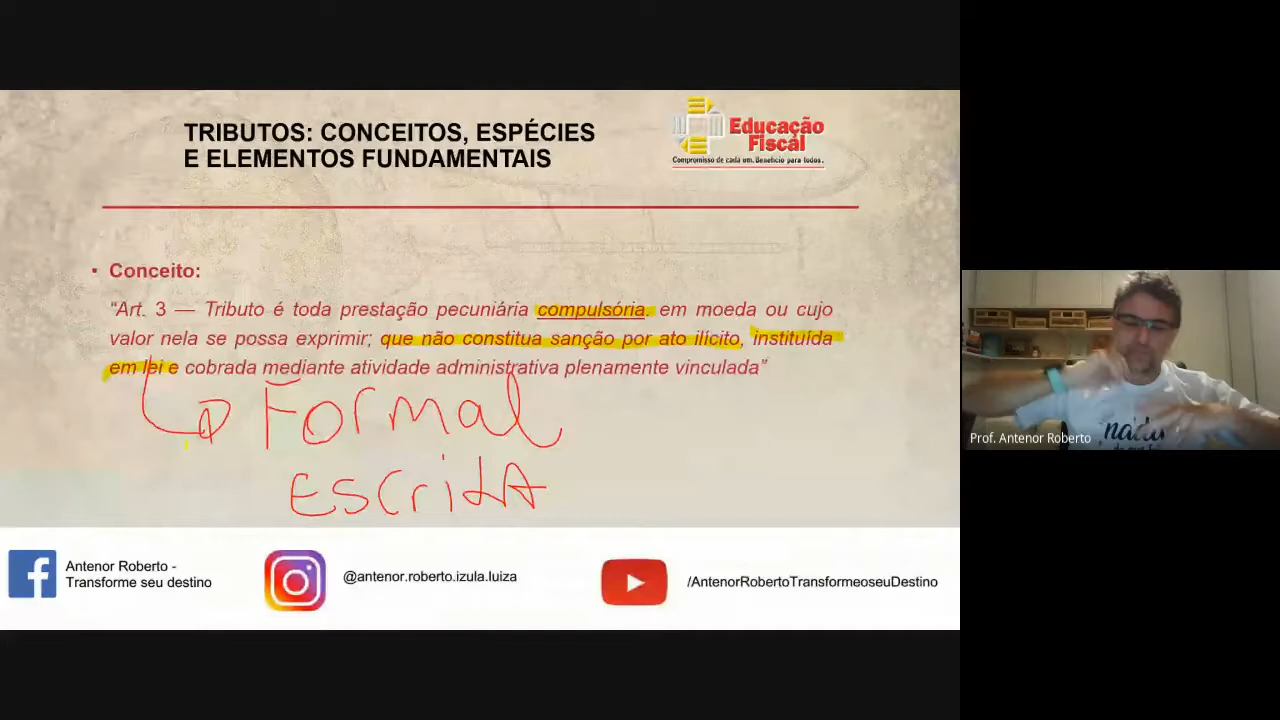 TRIBUTOS: CONCEITOS, ESPÉCIES
E ELEMENTOS FUNDAMENTAIS
Educação
Fiscal
Compromisso de cada um. Benefício para todos.
• Conceito:
"Art. 3 — Tributo é toda prestação pecuniária compulsória. em moeda ou cujo
valor nela se possa exprimir; que não constitua sanção por ato ilícito, instituída
em lei e cobrada mediante atividade administrativa plenamente vinculada"
Formal
Escrita
Antenor Roberto -
Transforme seu destino
@antenor.roberto.izula.luiza
/AntenorRobertoTransformeoseuDestino
nada
Prof. Antenor Roberto